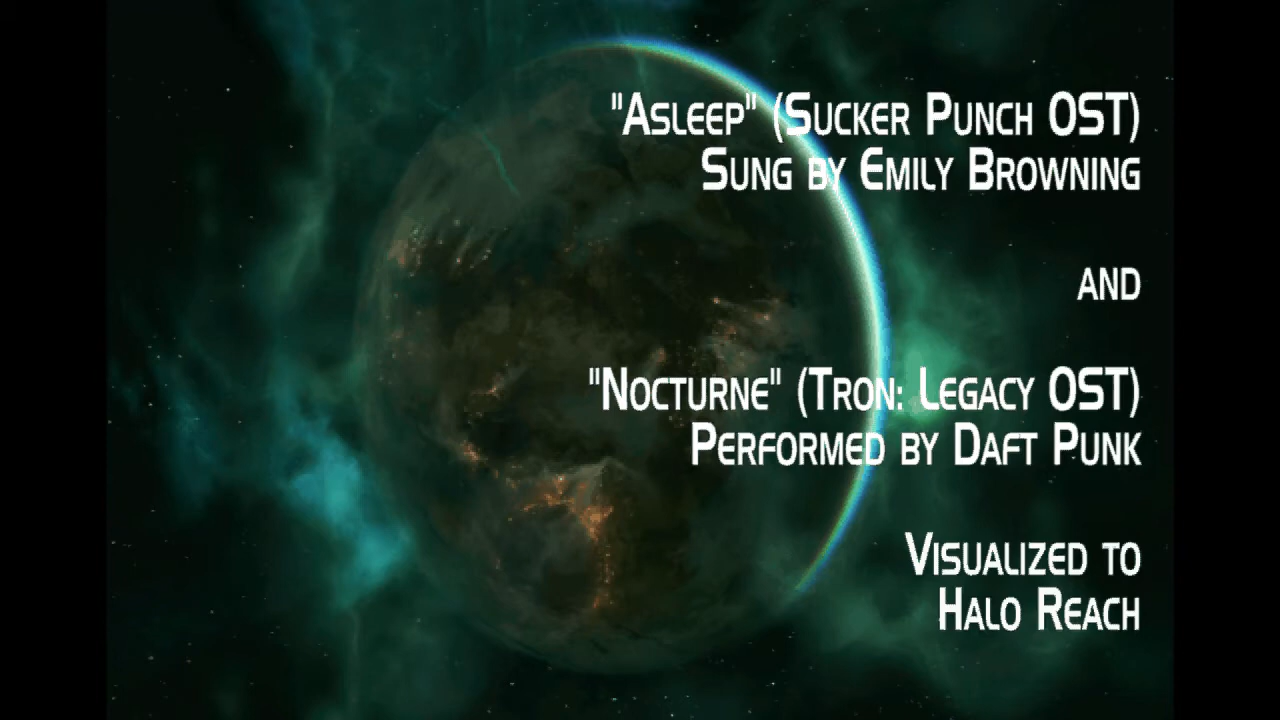 "Asleep" (Sucker Punch OST)
Sung by Emily Browning
and
"Nocturne" (Tron: Legacy OST)
Performed by Daft Punk
Visualized to
Halo Reach